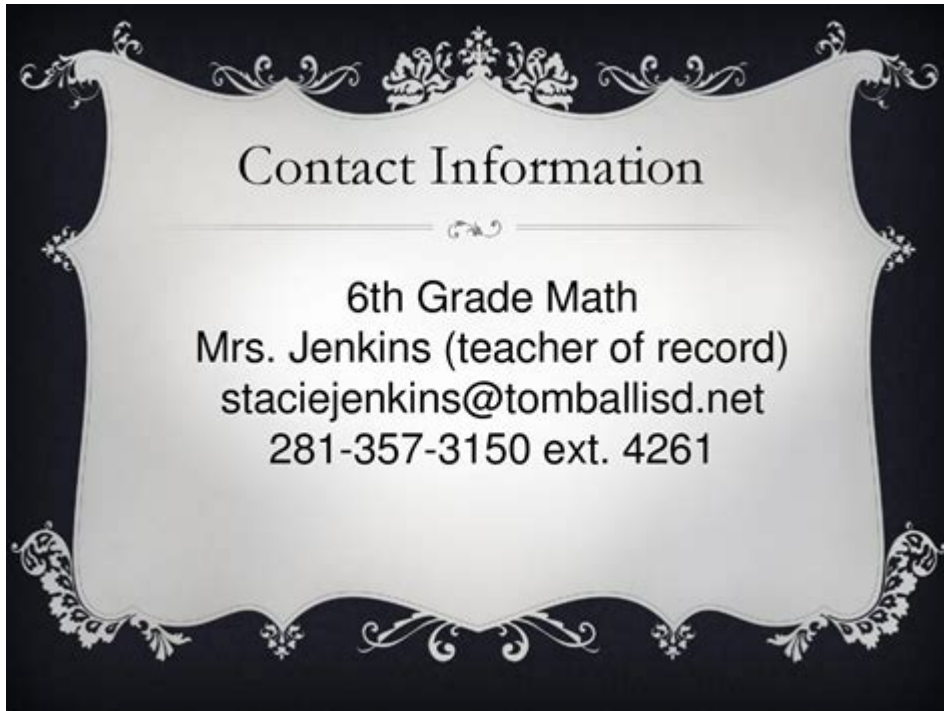 Contact Information
6th Grade Math
Mrs. Jenkins (teacher of record)
staciejenkins@tomballisd.net
281-357-3150 ext. 4261